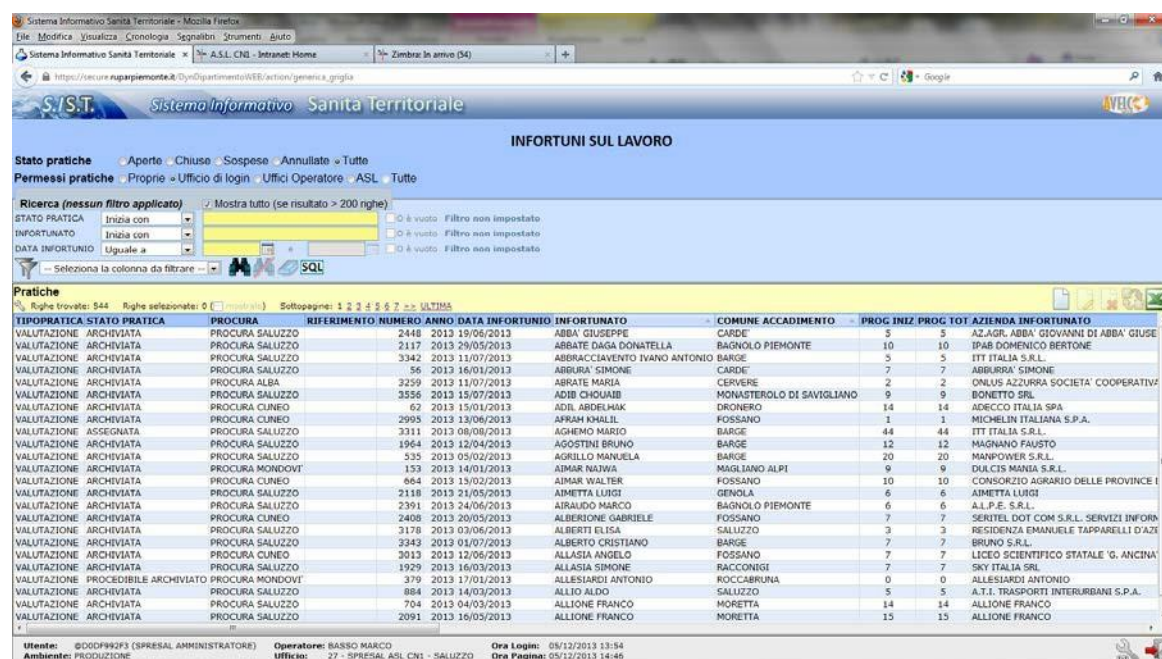 Sistema Informativo Sanità Territoriale - Mozilla Firefox
File Modifica Visualizza Cronologia Segnalibri Strumenti Aiuto
Sistema Informativo Sanità Territoriale × A.S.L. CN1 - Intranet: Home × Zimbra: In arrivo (54) × +
https://secure.ruparpiemonte.it/DynDipartimentoWEB/action/generica_griglia Google
S.I.S.T. Sistema Informativo Sanità Territoriale
INFORTUNI SUL LAVORO
Stato pratiche Aperte Chiuse Sospese Annullate Tutte
Permessi pratiche Proprie Ufficio di login Uffici Operatore ASL Tutte
Ricerca (nessun filtro applicato) Mostra tutto (se risultato > 200 righe)
STATO PRATICA Inizia con O è vuoto Filtro non impostato
INFORTUNATO Inizia con O è vuoto Filtro non impostato
DATA INFORTUNIO Uguale a e O è vuoto Filtro non impostato
-- Seleziona la colonna da filtrare -- SQL
Pratiche
Righe trovate: 544 Righe selezionate: 0 (mostrale) Sottopagine: 1 2 3 4 5 6 7 >> ULTIMA
TIPOPRATICA STATO PRATICA PROCURA RIFERIMENTO NUMERO ANNO DATA INFORTUNIO INFORTUNATO COMUNE ACCADIMENTO PROG INIZ PROG TOT AZIENDA INFORTUNATO
VALUTAZIONE ARCHIVIATA PROCURA SALUZZO 2448 2013 19/06/2013 ABBA' GIUSEPPE CARDE' 5 5 AZ.AGR. ABBA' GIOVANNI DI ABBA' GIUSE
VALUTAZIONE ARCHIVIATA PROCURA SALUZZO 2117 2013 29/05/2013 ABBATE DAGA DONATELLA BAGNOLO PIEMONTE 10 10 IPAB DOMENICO BERTONE
VALUTAZIONE ARCHIVIATA PROCURA SALUZZO 3342 2013 11/07/2013 ABBRACCIAVENTO IVANO ANTONIO BARGE 5 5 ITT ITALIA S.R.L.
VALUTAZIONE ARCHIVIATA PROCURA SALUZZO 56 2013 16/01/2013 ABBURA' SIMONE CARDE' 7 7 ABBURRA' SIMONE
VALUTAZIONE ARCHIVIATA PROCURA ALBA 3259 2013 11/07/2013 ABRATE MARIA CERVERE 2 2 ONLUS AZZURRA SOCIETA' COOPERATIVA
VALUTAZIONE ARCHIVIATA PROCURA SALUZZO 3556 2013 15/07/2013 ADIB CHOUAIB MONASTEROLO DI SAVIGLIANO 9 9 BONETTO SRL
VALUTAZIONE ARCHIVIATA PROCURA CUNEO 62 2013 15/01/2013 ADIL ABDELHAK DRONERO 14 14 ADECCO ITALIA SPA
VALUTAZIONE ARCHIVIATA PROCURA CUNEO 2995 2013 13/06/2013 AFRAH KHALIL FOSSANO 1 1 MICHELIN ITALIANA S.P.A.
VALUTAZIONE ASSEGNATA PROCURA SALUZZO 3311 2013 08/08/2013 AGHEMO MARIO BARGE 44 44 ITT ITALIA S.R.L.
VALUTAZIONE ARCHIVIATA PROCURA SALUZZO 1964 2013 12/04/2013 AGOSTINI BRUNO BARGE 12 12 MAGNANO FAUSTO
VALUTAZIONE ARCHIVIATA PROCURA SALUZZO 535 2013 05/02/2013 AGRILLO MANUELA BARGE 20 20 MANPOWER S.R.L.
VALUTAZIONE ARCHIVIATA PROCURA MONDOVI' 153 2013 14/01/2013 AIMAR NAJWA MAGLIANO ALPI 9 9 DULCIS MANIA S.R.L.
VALUTAZIONE ARCHIVIATA PROCURA CUNEO 664 2013 15/02/2013 AIMAR WALTER FOSSANO 10 10 CONSORZIO AGRARIO DELLE PROVINCE
VALUTAZIONE ARCHIVIATA PROCURA SALUZZO 2118 2013 21/05/2013 AIMETTA LUIGI GENOLA 6 6 AIMETTA LUIGI
VALUTAZIONE ARCHIVIATA PROCURA SALUZZO 2391 2013 24/06/2013 AIRAUDO MARCO BAGNOLO PIEMONTE 6 6 A.L.P.E. S.R.L.
VALUTAZIONE ARCHIVIATA PROCURA CUNEO 2408 2013 20/05/2013 ALBERIONE GABRIELE FOSSANO 7 7 SERITEL DOT COM S.R.L. SERVIZI INFORM
VALUTAZIONE ARCHIVIATA PROCURA SALUZZO 3178 2013 03/06/2013 ALBERTI ELISA SALUZZO 3 3 RESIDENZA EMANUELE TAPPARELLI D'AZE
VALUTAZIONE ARCHIVIATA PROCURA SALUZZO 3343 2013 01/07/2013 ALBERTO CRISTIANO BARGE 7 7 BRUNO S.R.L.
VALUTAZIONE ARCHIVIATA PROCURA CUNEO 3013 2013 12/06/2013 ALLASIA ANGELO FOSSANO 7 7 LICEO SCIENTIFICO STATALE 'G. ANCINA'
VALUTAZIONE ARCHIVIATA PROCURA SALUZZO 1929 2013 16/03/2013 ALLASIA SIMONE RACCONIGI 7 7 SKY ITALIA SRL
VALUTAZIONE PROCEDIBILE ARCHIVIATO PROCURA MONDOVI' 379 2013 17/01/2013 ALLESIARDI ANTONIO ROCCABRUNA 0 0 ALLESIARDI ANTONIO
VALUTAZIONE ARCHIVIATA PROCURA SALUZZO 884 2013 14/03/2013 ALLIO ALDO SALUZZO 5 5 A.T.I. TRASPORTI INTERURBANI S.P.A.
VALUTAZIONE ARCHIVIATA PROCURA SALUZZO 704 2013 04/03/2013 ALLIONE FRANCO MORETTA 14 14 ALLIONE FRANCO
VALUTAZIONE ARCHIVIATA PROCURA SALUZZO 2091 2013 16/05/2013 ALLIONE FRANCO MORETTA 15 15 ALLIONE FRANCO
Utente: @DDDF992F3 (SPRESAL AMMINISTRATORE) Operatore: BASSO MARCO Ora Login: 05/12/2013 13:54
Ambiente: PRODUZIONE Ufficio: 27 - SPRESAL ASL CN1 - SALUZZO Ora Pagina: 05/12/2013 14:46